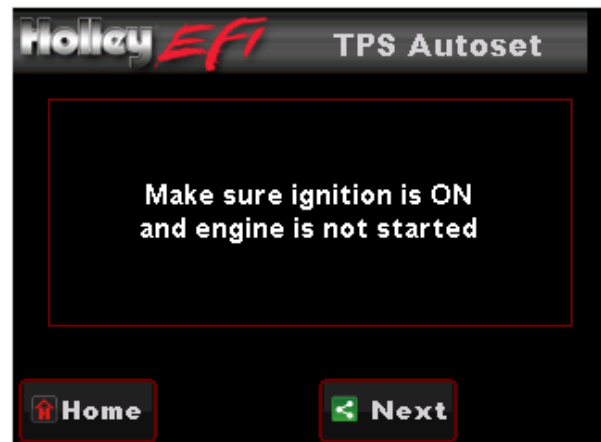 Holley EFI TPS Autoset
Make sure ignition is ON
and engine is not started
Home Next